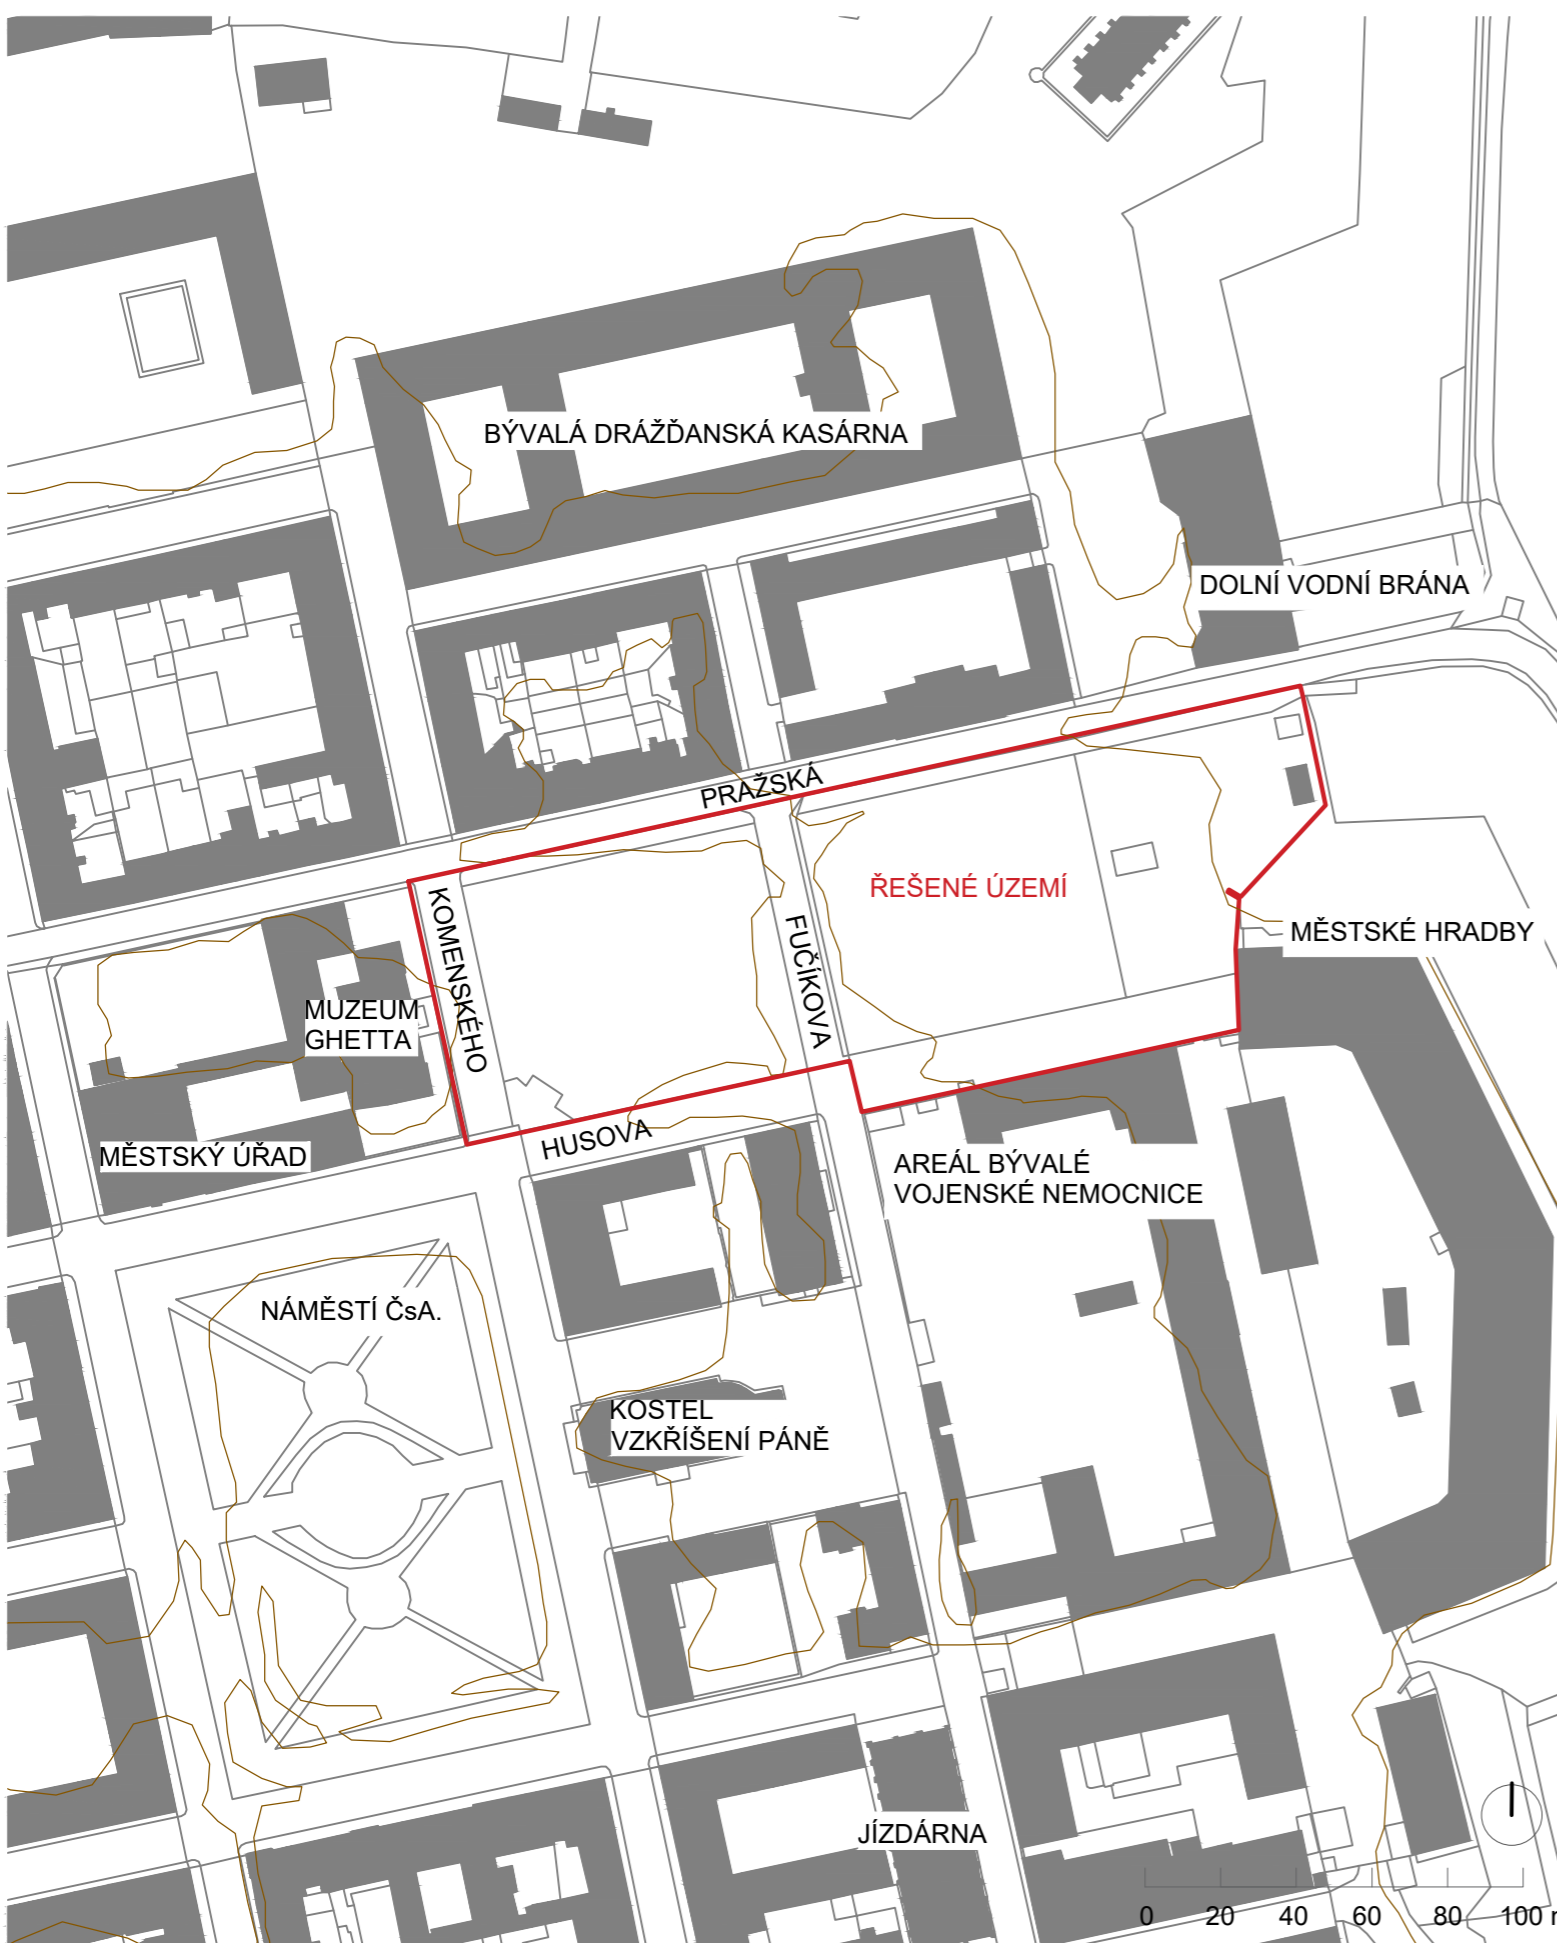 BÝVALÁ DRÁŽĎANSKÁ KASÁRNA
DOLNÍ VODNÍ BRÁNA
PRAŽSKÁ
ŘEŠENÉ ÚZEMÍ
KOMENSKÉHO
FUČÍKOVA
MĚSTSKÉ HRADBY
MUZEUM
GHETTA
HUSOVA
MĚSTSKÝ ÚŘAD
AREÁL BÝVALÉ
VOJENSKÉ NEMOCNICE
NÁMĚSTÍ ČsA.
KOSTEL
VZKŘÍŠENÍ PÁNĚ
JÍZDÁRNA
0 20 40 60 80 100